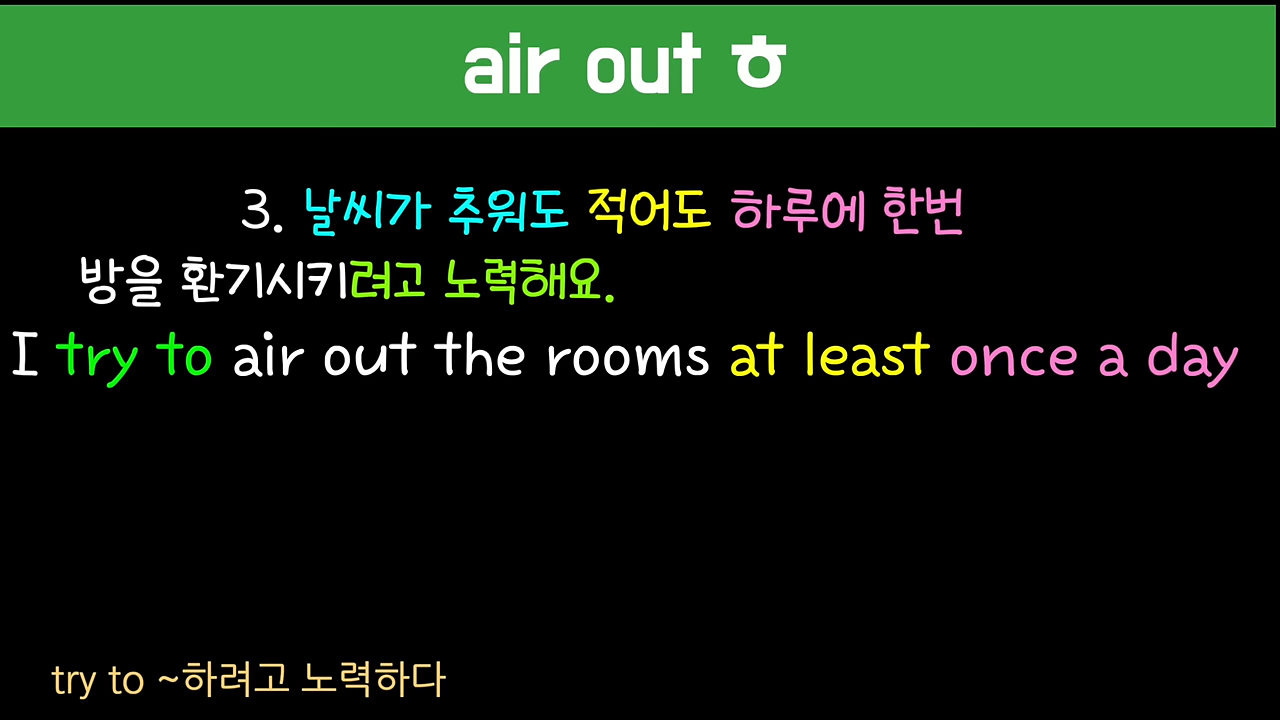 air out ㅎ
3. 날씨가 추워도 적어도 하루에 한번
방을 환기시키려고 노력해요.
I try to air out the rooms at least once a day
try to ~하려고 노력하다